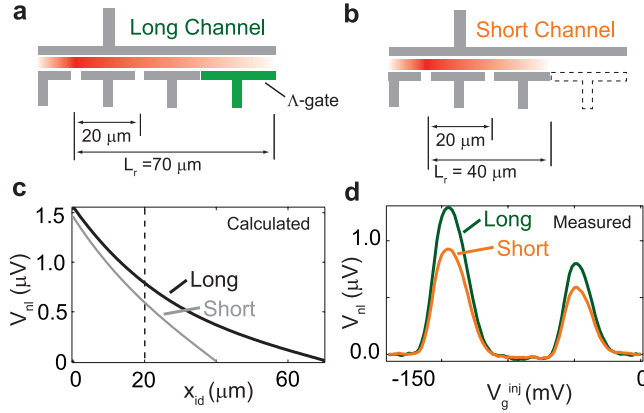 a
Long Channel
Λ-gate
20 μm
L_r =70 μm
b
Short Channel
20 μm
L_r = 40 μm
c
Calculated
Long
Short
1.5
1.0
0.5
0
V_nl (μV)
0
20
40
60
x_id (μm)
d
Measured
Long
Short
1.0
0.0
V_nl (μV)
-150
0
V_g^inj (mV)